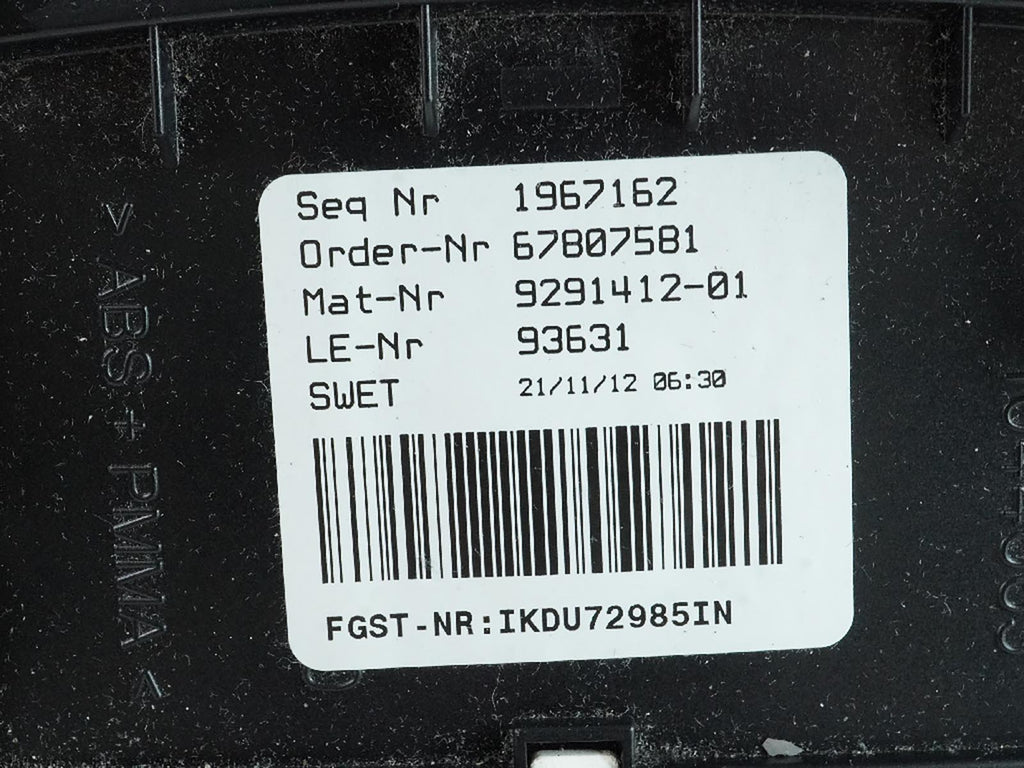 Seq Nr 1967162
Order-Nr 67807581
Mat-Nr 9291412-01
LE-Nr 93631
SWET 21/11/12 06:30
FGST-NR:IKDU72985IN
> ABS + PMMA <